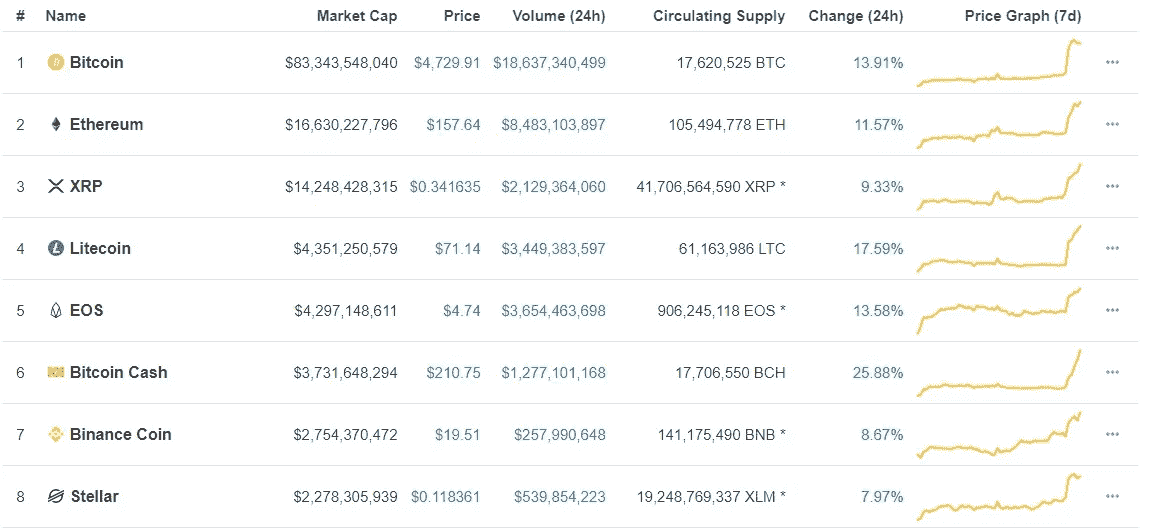 # Name Market Cap Price Volume (24h) Circulating Supply Change (24h) Price Graph (7d)
1 Bitcoin $83,343,548,040 $4,729.91 $18,637,340,499 17,620,525 BTC 13.91%
2 Ethereum $16,630,227,796 $157.64 $8,483,103,897 105,494,778 ETH 11.57%
3 XRP $14,248,428,315 $0.341635 $2,129,364,060 41,706,564,590 XRP * 9.33%
4 Litecoin $4,351,250,579 $71.14 $3,449,383,597 61,163,986 LTC 17.59%
5 EOS $4,297,148,611 $4.74 $3,654,463,698 906,245,118 EOS * 13.58%
6 Bitcoin Cash $3,731,648,294 $210.75 $1,277,101,168 17,706,550 BCH 25.88%
7 Binance Coin $2,754,370,472 $19.51 $257,990,648 141,175,490 BNB * 8.67%
8 Stellar $2,278,305,939 $0.118361 $539,854,223 19,248,769,337 XLM * 7.97%